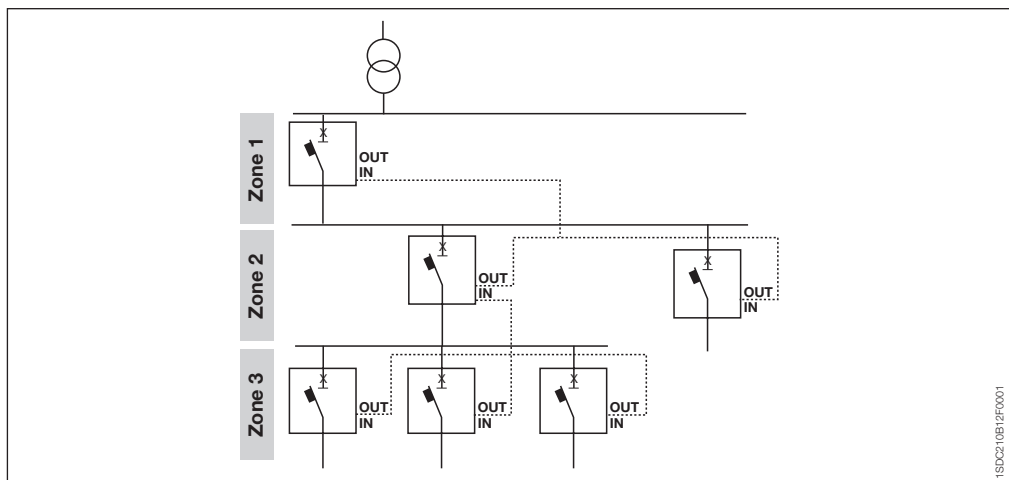 Zone 1
OUT
IN
Zone 2
OUT
IN
OUT
IN
Zone 3
OUT
IN
OUT
IN
OUT
IN
1SDC210B12F0001